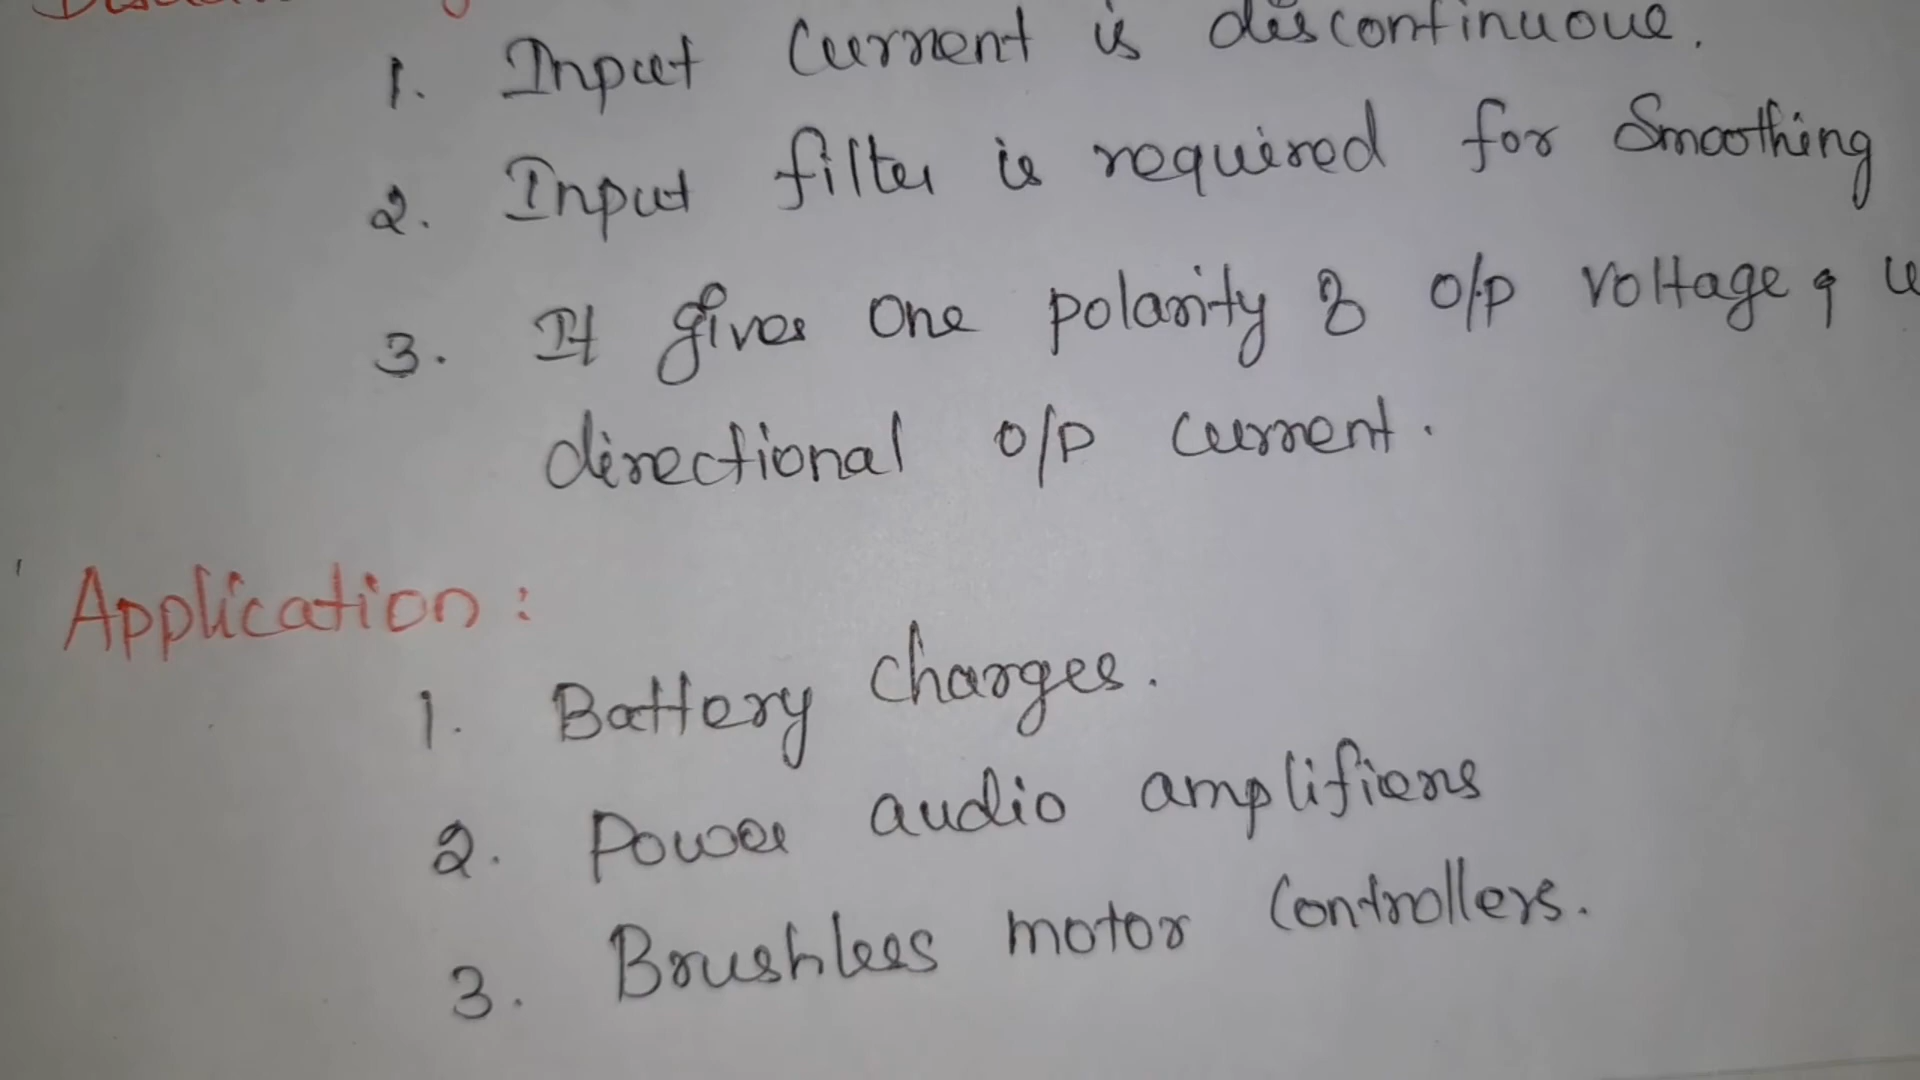 1. Input Current is discontinuous.
2. Input filter is required for Smoothing
3. It gives one polarity & o/p voltage &
directional o/p current.
Application :
1. Battery charges.
2. Power audio amplifiers
3. Brushless motor Controllers.